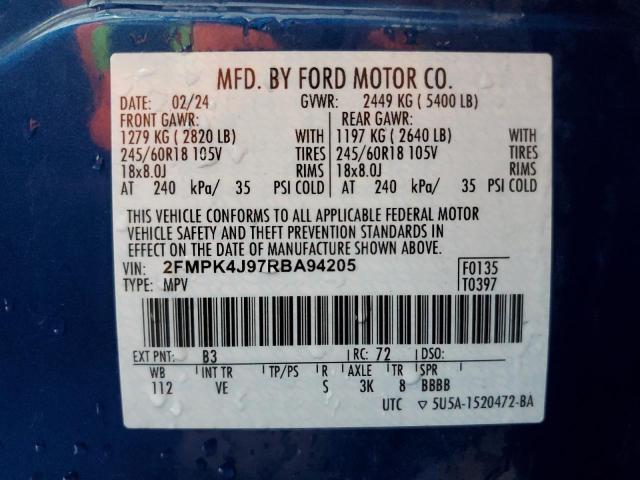 MFD. BY FORD MOTOR CO.
DATE: 02/24 GVWR: 2449 KG (5400 LB)
FRONT GAWR: REAR GAWR:
1279 KG (2820 LB) WITH 1197 KG (2640 LB) WITH
245/60R18 105V TIRES 245/60R18 105V TIRES
18x8.0J RIMS 18x8.0J RIMS
AT 240 kPa/ 35 PSI COLD AT 240 kPa/ 35 PSI COLD
THIS VEHICLE CONFORMS TO ALL APPLICABLE FEDERAL MOTOR
VEHICLE SAFETY AND THEFT PREVENTION STANDARDS IN
EFFECT ON THE DATE OF MANUFACTURE SHOWN ABOVE.
VIN: 2FMPK4J97RBA94205 F0135
TYPE: MPV T0397
EXT PNT: B3 RC: 72 DSO:
WB INT TR TP/PS R AXLE TR SPR
112 VE S 3K 8 BBBB
UTC ▽ 5U5A-1520472-BA